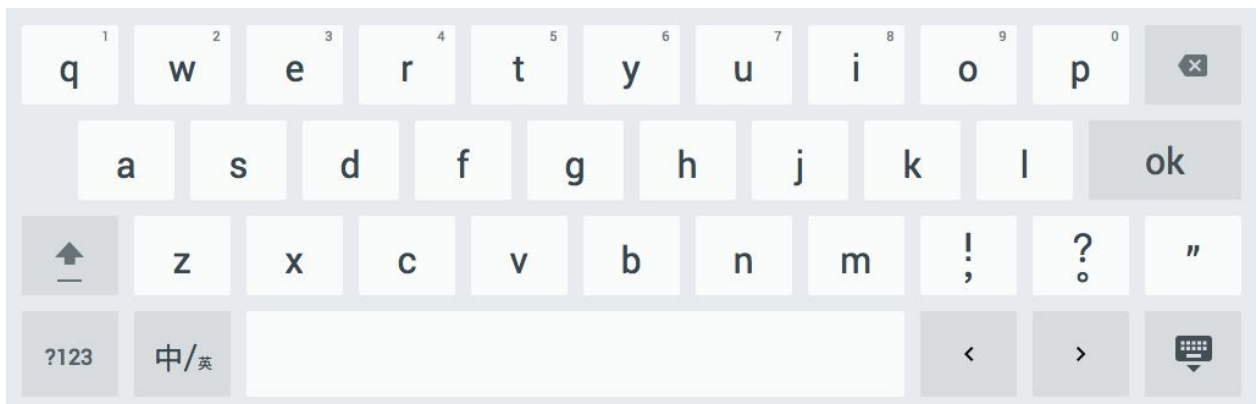 1 2 3 4 5 6 7 8 9 0
q w e r t y u i o p
a s d f g h j k l ok
z x c v b n m ! , ? 。 "
?123 中/英 < >